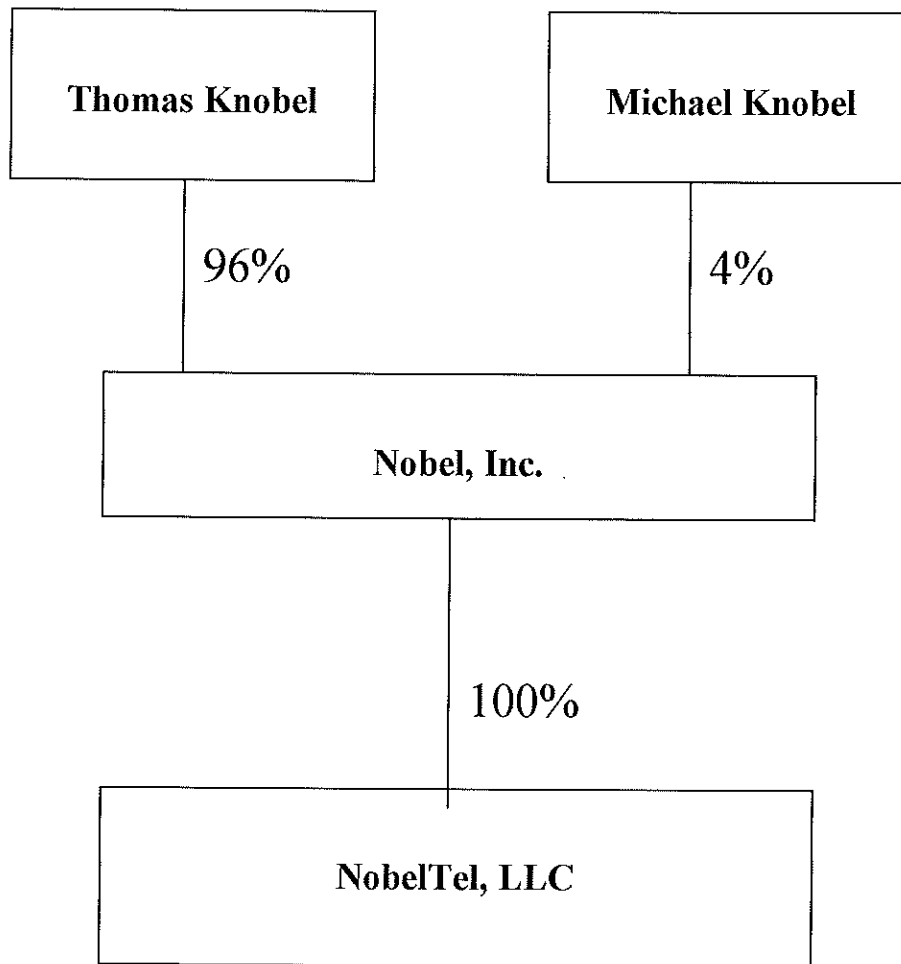 Thomas Knobel
Michael Knobel
96%
4%
Nobel, Inc.
100%
NobelTel, LLC